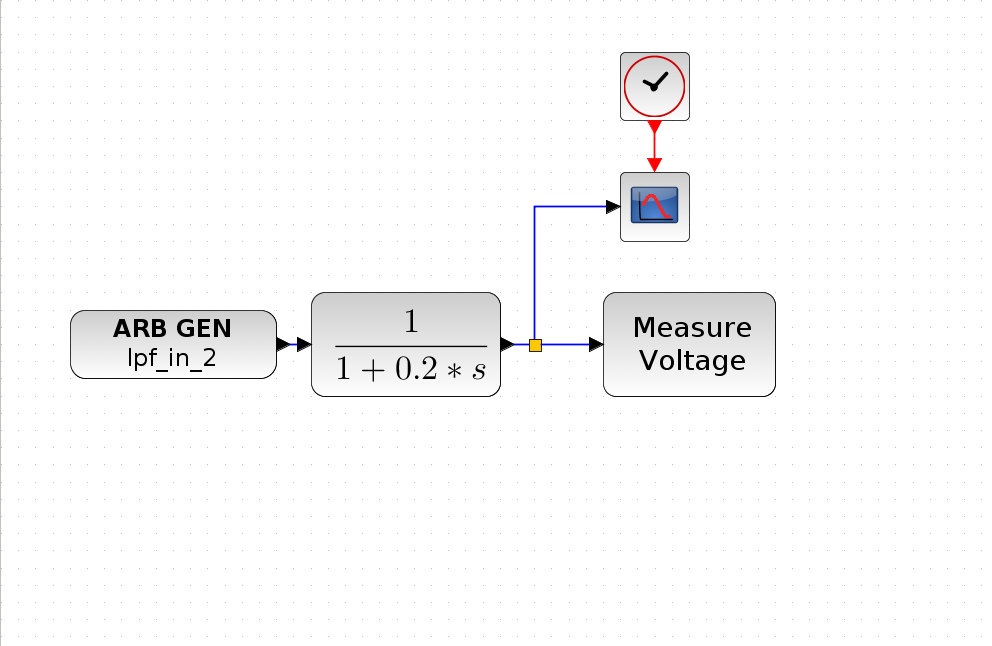 ARB GEN
lpf_in_2
1
1 + 0.2 * s
Measure
Voltage